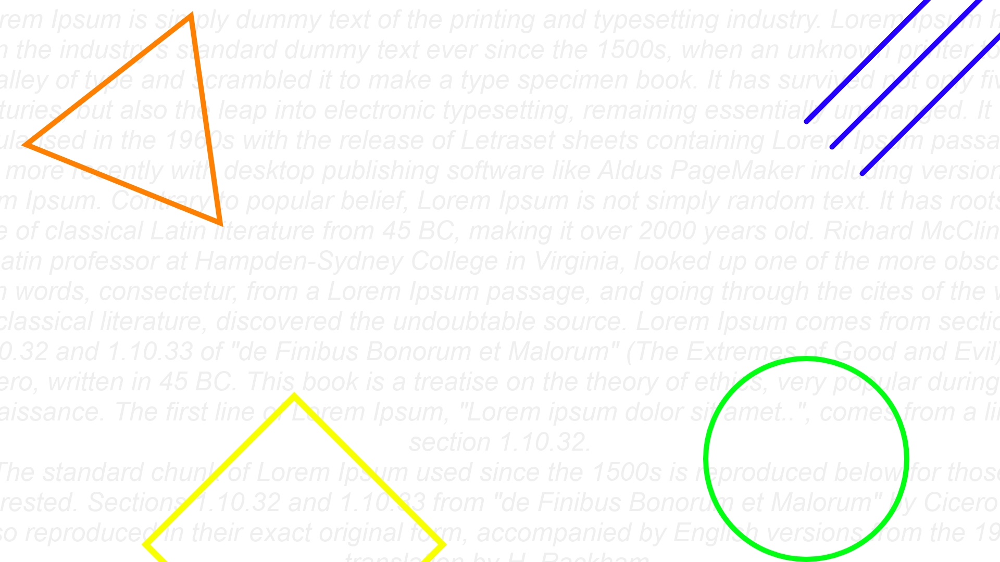 rem Ipsum is simply dummy text of the printing and typesetting industry. Lorem Ipsum h
n the industry's standard dummy text ever since the 1500s, when an unknown printer to
alley of type and scrambled it to make a type specimen book. It has survived not only fiv
turies, but also the leap into electronic typesetting, remaining essentially unchanged. It
ularised in the 1960s with the release of Letraset sheets containing Lorem Ipsum passa
more recently with desktop publishing software like Aldus PageMaker including version
m Ipsum. Contrary to popular belief, Lorem Ipsum is not simply random text. It has roots
e of classical Latin literature from 45 BC, making it over 2000 years old. Richard McClin
atin professor at Hampden-Sydney College in Virginia, looked up one of the more obsc
n words, consectetur, from a Lorem Ipsum passage, and going through the cites of the w
classical literature, discovered the undoubtable source. Lorem Ipsum comes from sectio
0.32 and 1.10.33 of "de Finibus Bonorum et Malorum" (The Extremes of Good and Evil)
ero, written in 45 BC. This book is a treatise on the theory of ethics, very popular during
aissance. The first line of Lorem Ipsum, "Lorem ipsum dolor sit amet..", comes from a lin
section 1.10.32.
The standard chunk of Lorem Ipsum used since the 1500s is reproduced below for those
rested. Sections 1.10.32 and 1.10.33 from "de Finibus Bonorum et Malorum" by Cicero
so reproduced in their exact original form, accompanied by English versions from the 19
translation by H. Rackham